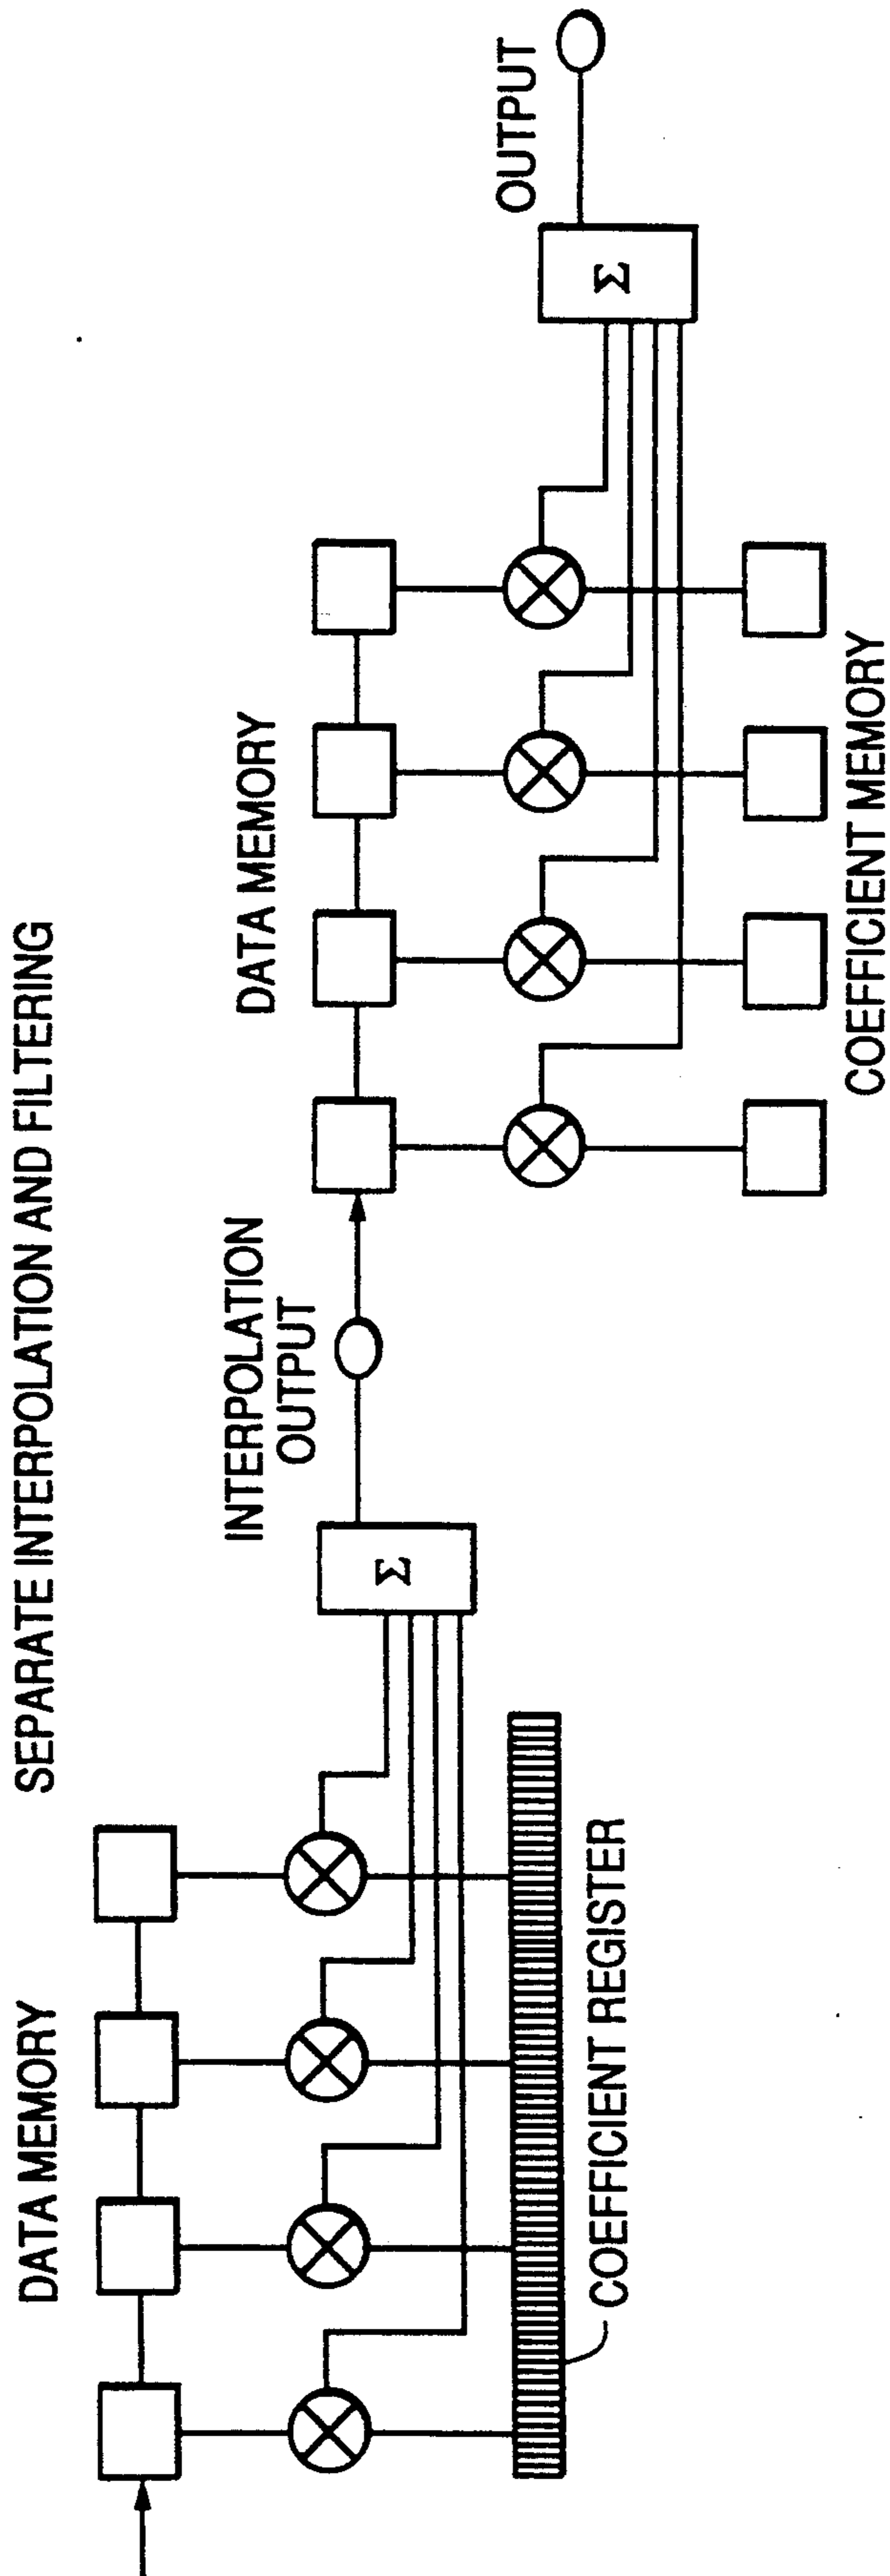 SEPARATE INTERPOLATION AND FILTERING
DATA MEMORY
Σ
COEFFICIENT REGISTER
INTERPOLATION
OUTPUT
DATA MEMORY
Σ
OUTPUT
COEFFICIENT MEMORY